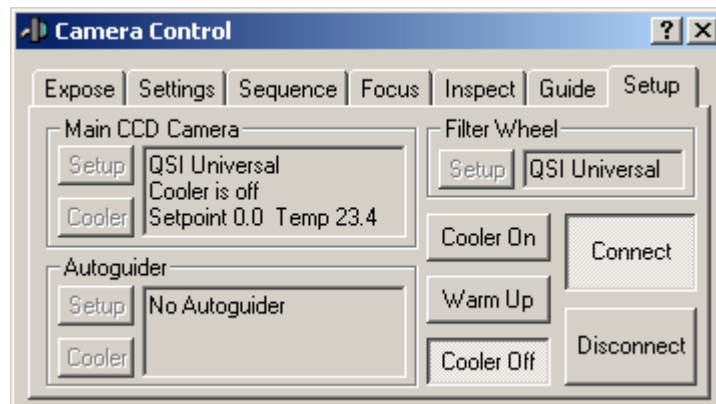 Camera Control
Expose Settings Sequence Focus Inspect Guide Setup
Main CCD Camera
Setup
Cooler
QSI Universal
Cooler is off
Setpoint 0.0 Temp 23.4
Filter Wheel
Setup
QSI Universal
Autoguider
Setup
Cooler
No Autoguider
Cooler On
Warm Up
Cooler Off
Connect
Disconnect